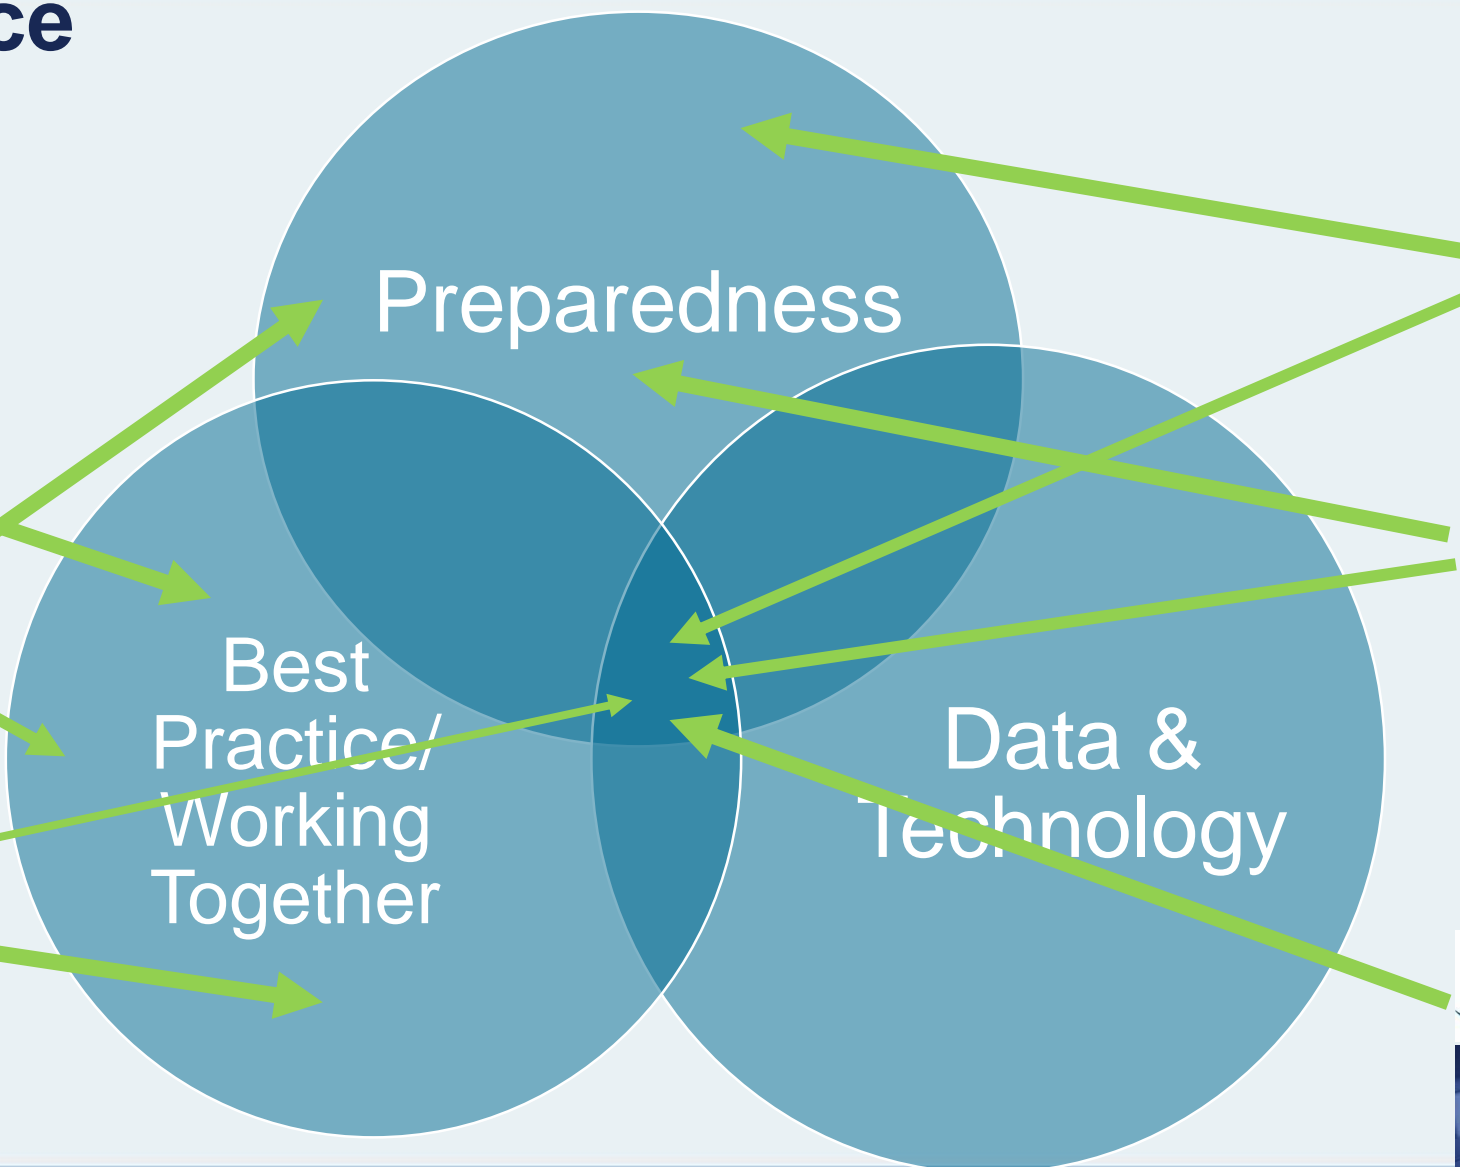 ce
Preparedness
Best
Practice/
Working
Together
Data &
Technology